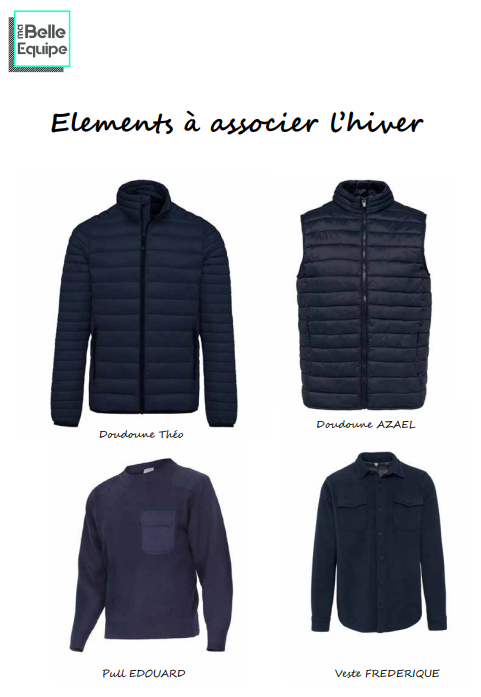 ma
Belle
Equipe
Elements à associer l'hiver
Doudoune Théo
Doudoune AZAEL
Pull EDOUARD
Veste FREDERIQUE